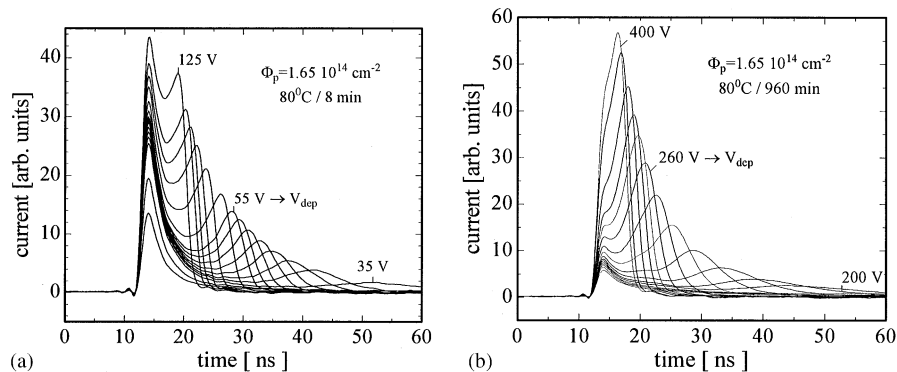 125 V
Φp=1.65 10^14 cm^-2
80^0C / 8 min
55 V → Vdep
35 V
current [arb. units]
40
30
20
10
0
0 10 20 30 40 50 60
time [ ns ]
(a)
400 V
Φp=1.65 10^14 cm^-2
80^0C / 960 min
260 V → Vdep
200 V
current [arb. units]
60
50
40
30
20
10
0
0 10 20 30 40 50 60
time [ ns ]
(b)